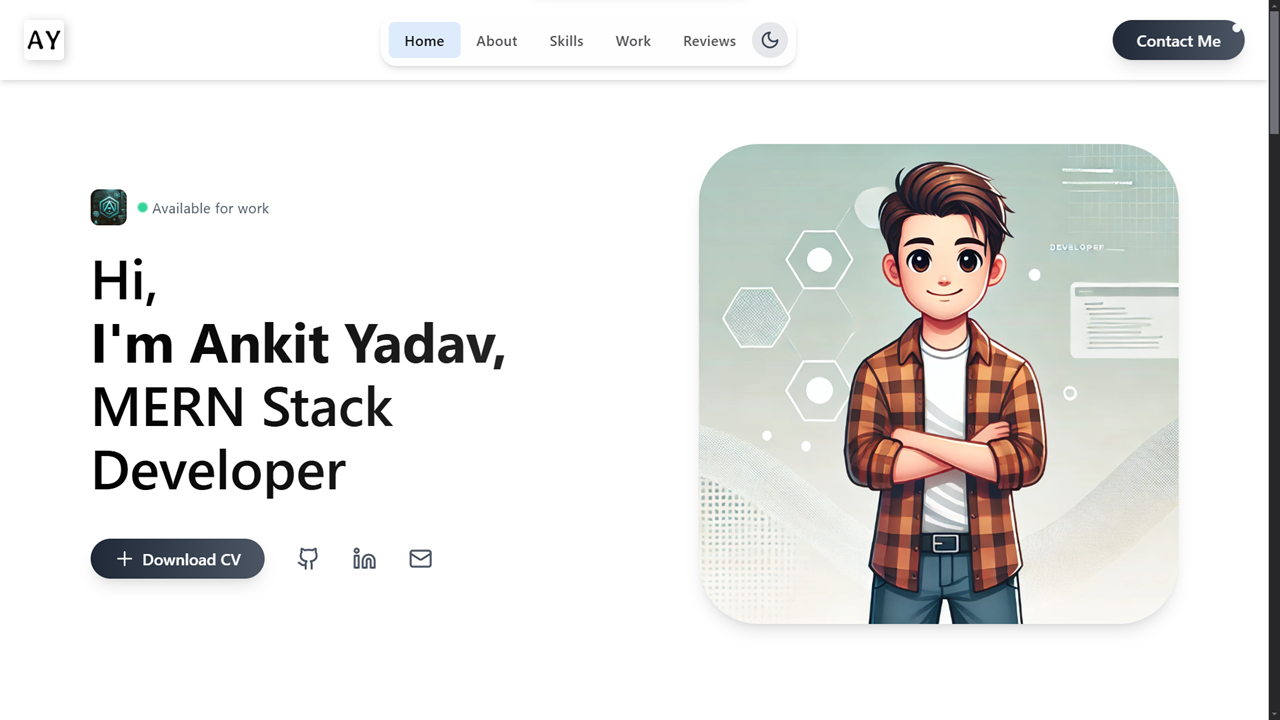 AY
Home
About
Skills
Work
Reviews
Contact Me
Available for work
Hi,
I'm Ankit Yadav,
MERN Stack
Developer
Download CV
DEVELOPER